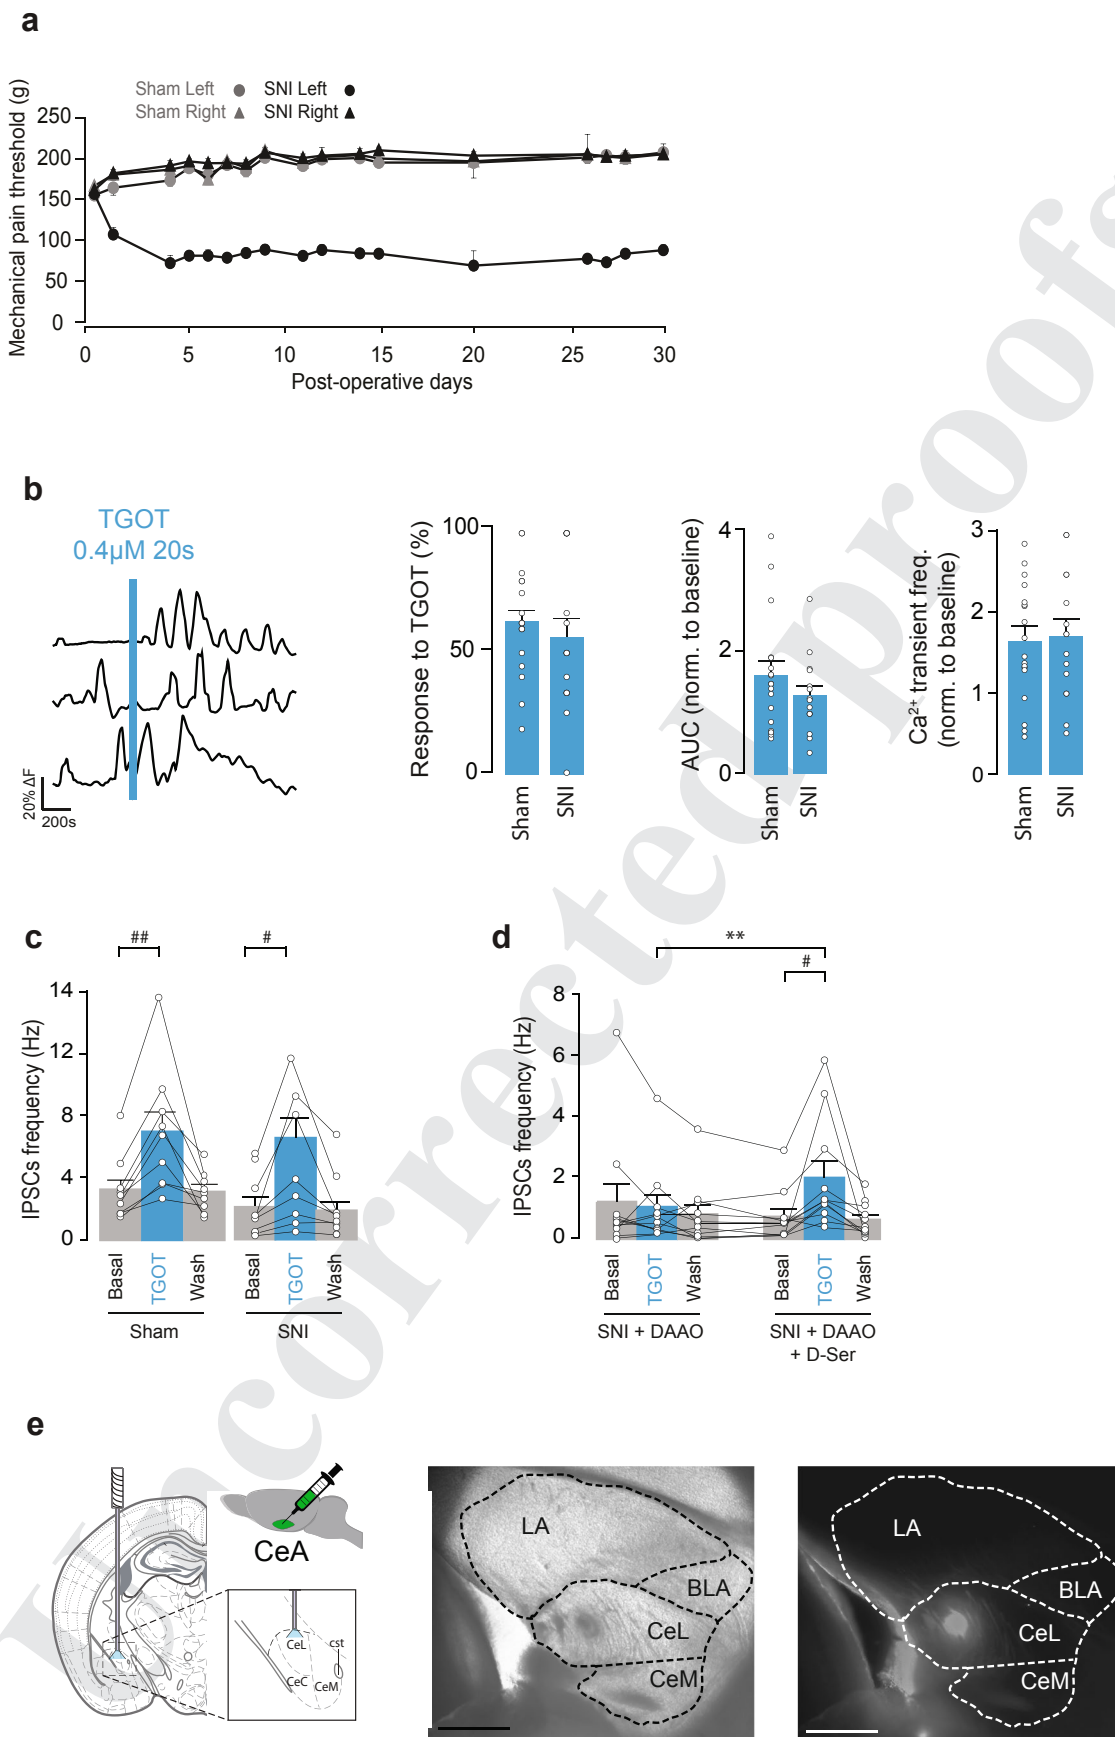 a
Sham Left
SNI Left
Sham Right
SNI Right
Mechanical pain threshold (g)
250
200
150
100
50
0
0
5
10
15
20
25
30
Post-operative days
b
TGOT
0.4µM 20s
20% ΔF
200s
Response to TGOT (%)
100
50
0
Sham
SNI
AUC (norm. to baseline)
4
2
0
Sham
SNI
Ca2+ transient freq.
(norm. to baseline)
3
2
1
0
Sham
SNI
c
##
#
IPSCs frequency (Hz)
14
12
8
4
0
Basal
TGOT
Wash
Basal
TGOT
Wash
Sham
SNI
d
**
#
IPSCs frequency (Hz)
8
6
4
2
0
Basal
TGOT
Wash
Basal
TGOT
Wash
SNI + DAAO
SNI + DAAO
+ D-Ser
e
CeA
CeL
cst
CeC
CeM
LA
BLA
CeL
CeM
LA
BLA
CeL
CeM
Uncorrected proofs